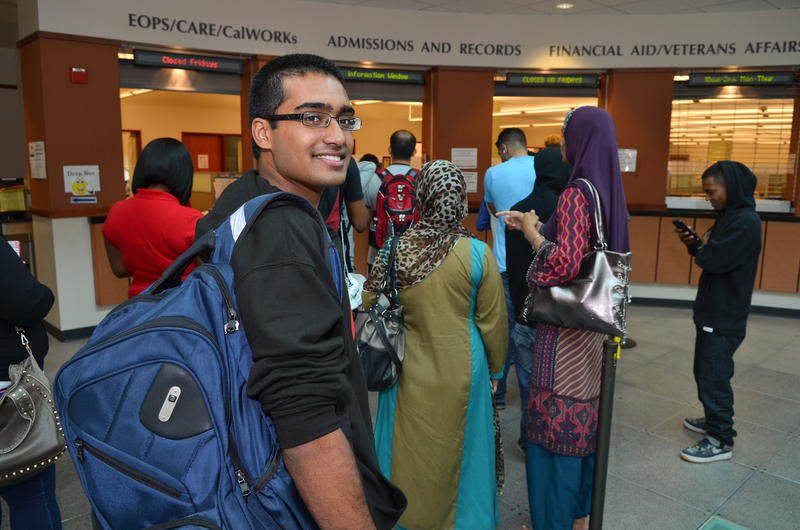 EOPS/CARE/CalWORKs
ADMISSIONS AND RECORDS
FINANCIAL AID/VETERANS AFFAIRS
Closed Fridays
Information Window
CLOSED ON FRIDAYS
Drop Box